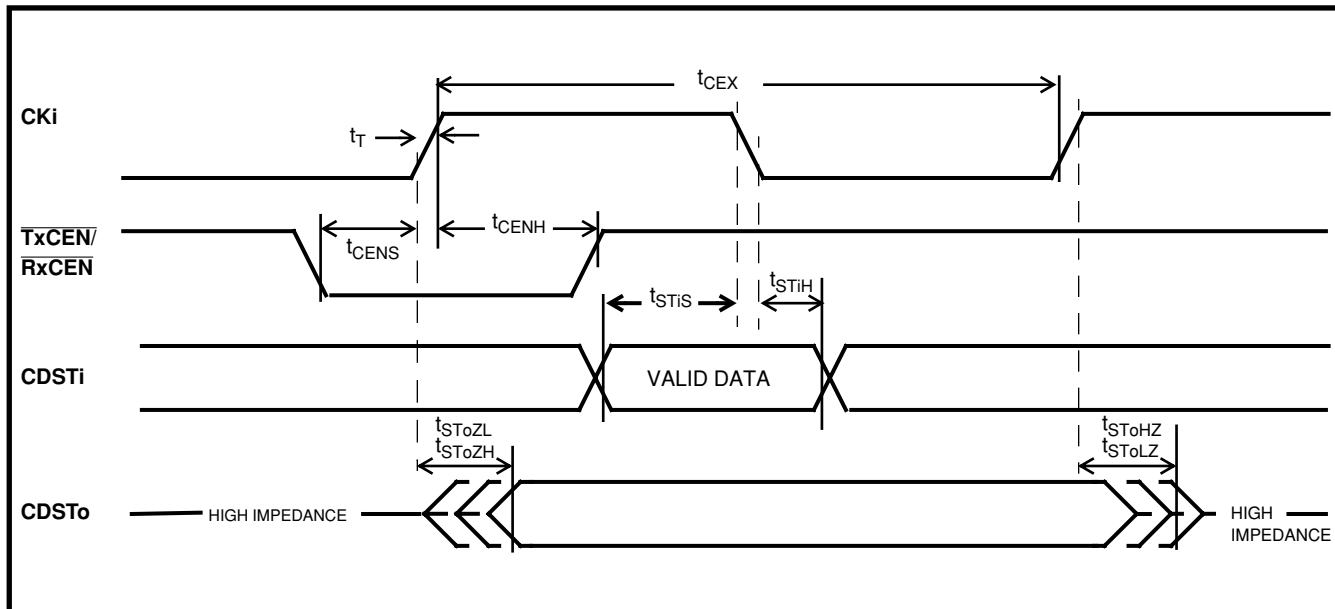 tCEX
CKi
tT
TxCEN/
RxCEN
tCENS
tCENH
tSTiS
tSTiH
CDSTi
VALID DATA
tSToZL
tSToZH
tSToHZ
tSToLZ
CDSTo
HIGH IMPEDANCE
HIGH
IMPEDANCE